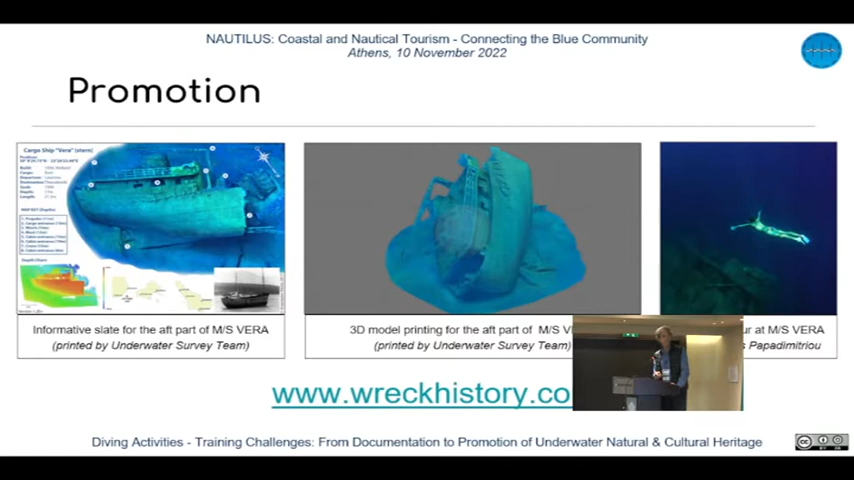 NAUTILUS: Coastal and Nautical Tourism - Connecting the Blue Community
Athens, 10 November 2022
Promotion
Cargo Ship "Vera" (stern)
Informative slate for the aft part of M/S VERA
(printed by Underwater Survey Team)
3D model printing for the aft part of M/S V
(printed by Underwater Survey Team)
ur at M/S VERA
s Papadimitriou
www.wreckhistory.co
Diving Activities - Training Challenges: From Documentation to Promotion of Underwater Natural & Cultural Heritage